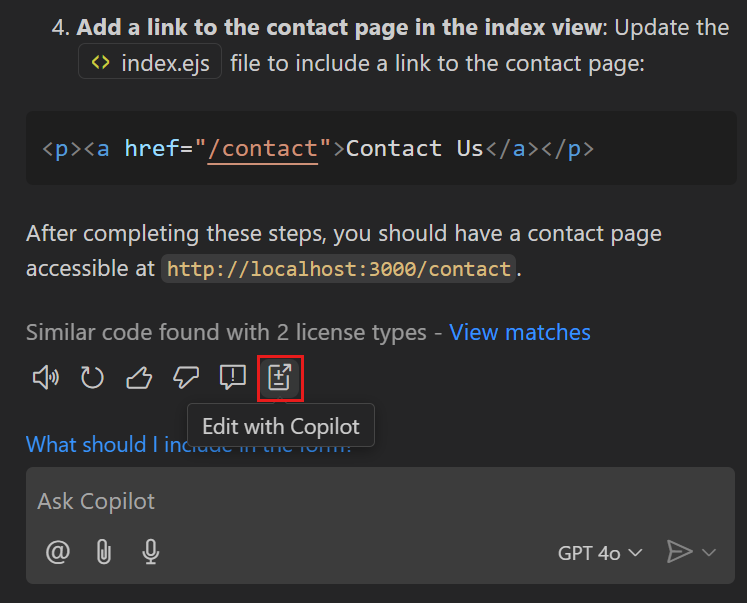 4. Add a link to the contact page in the index view: Update the
<> index.ejs file to include a link to the contact page:
<p><a href="/contact">Contact Us</a></p>
After completing these steps, you should have a contact page
accessible at http://localhost:3000/contact.
Similar code found with 2 license types - View matches
Edit with Copilot
What should I include in the form?
Ask Copilot
@ GPT 4o